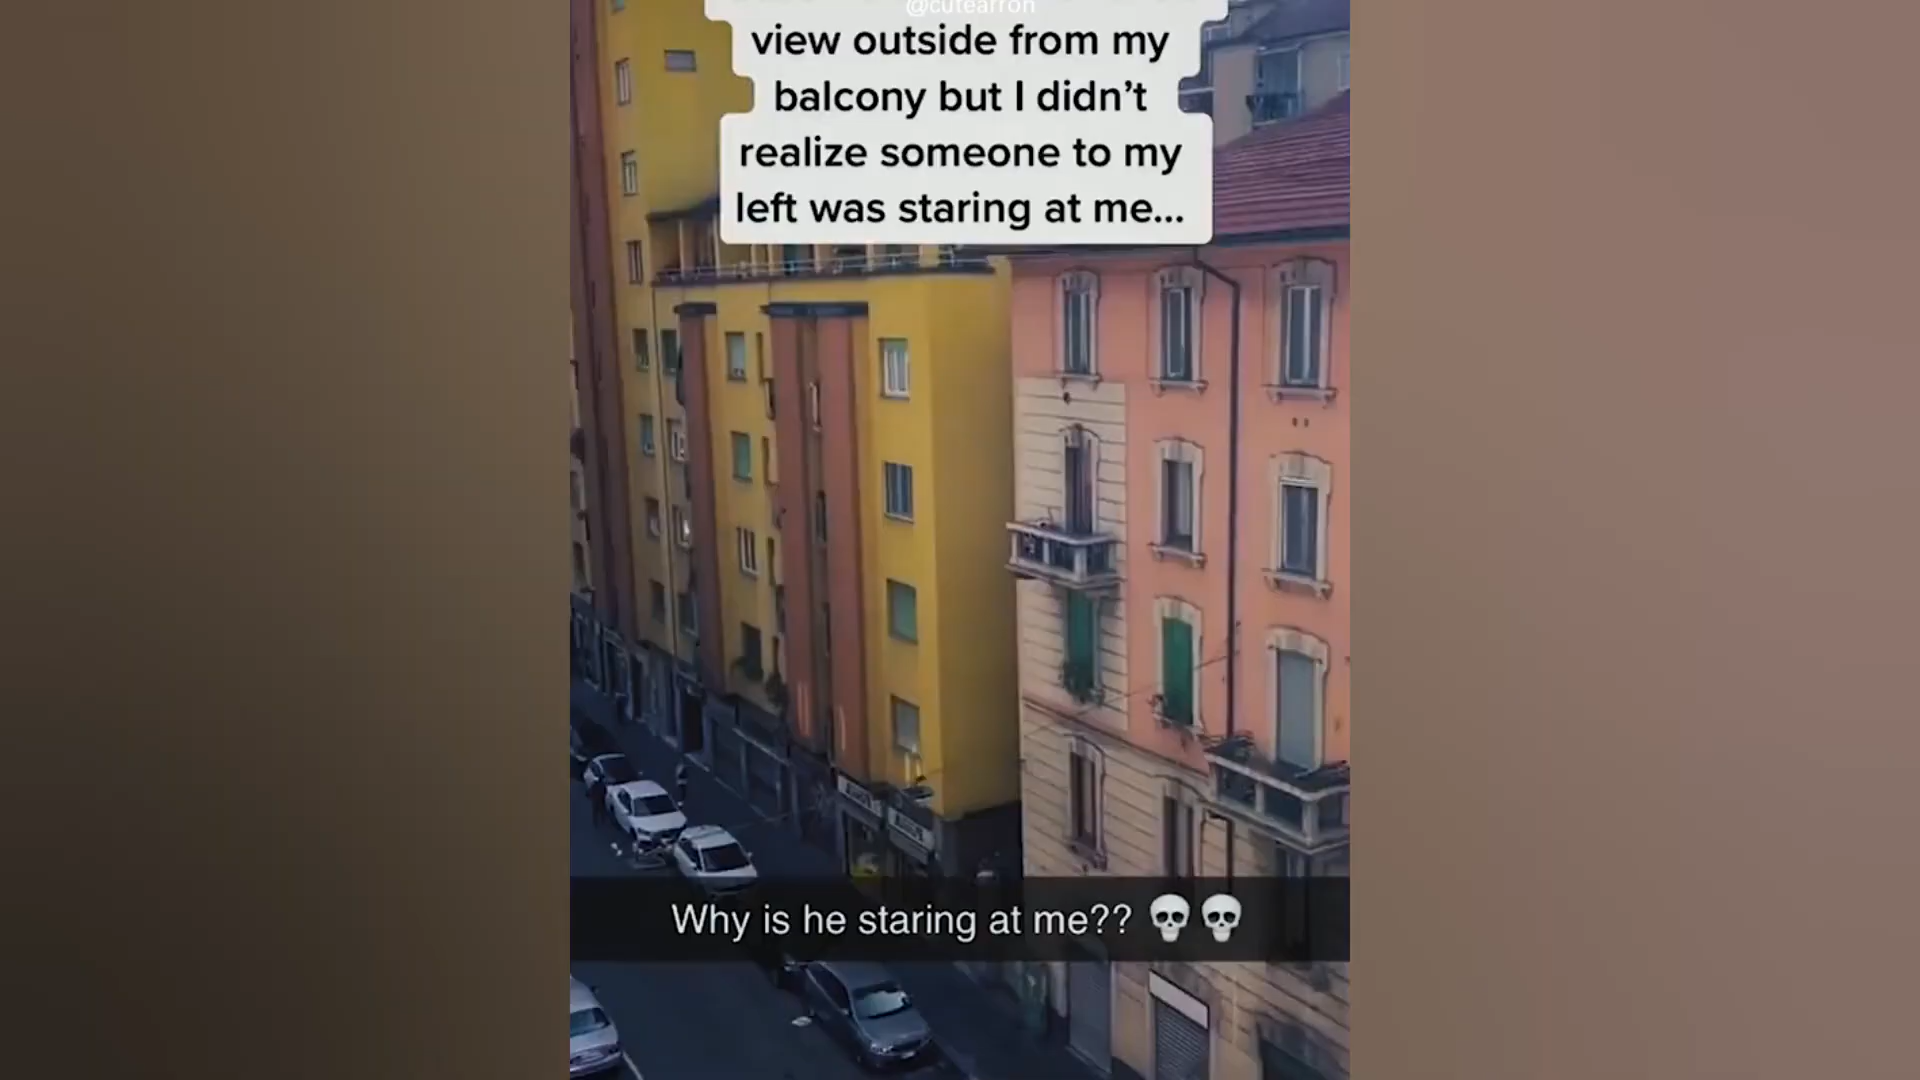 @cutearron
view outside from my
balcony but I didn’t
realize someone to my
left was staring at me...
Why is he staring at me?? 💀💀